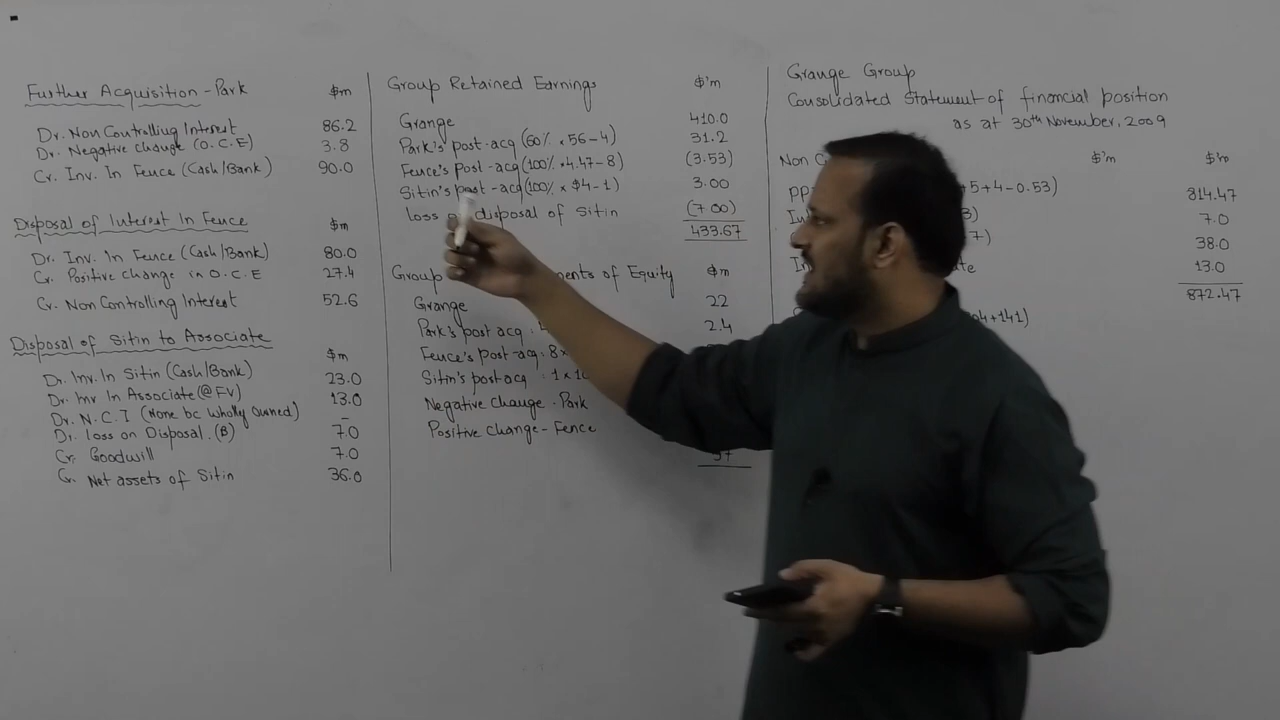 Further Acquisition - Park $m
Dr. Non Controlling Interest 86.2
Dr. Negative change (O.C.E) 3.8
Cr. Inv. In Fence (Cash/Bank) 90.0
Disposal of Interest In Fence $m
Dr. Inv. In Fence (Cash/Bank) 80.0
Cr. Positive change in O.C.E 27.4
Cr. Non Controlling Interest 52.6
Disposal of Sitin to Associate $m
Dr. Inv. In Sitin (Cash/Bank) 23.0
Dr. Inv In Associate (@ FV) 13.0
Dr. N.C.I (None bc wholly owned) -
Dr. loss on Disposal. (B) 7.0
Cr. Goodwill 7.0
Cr. Net assets of Sitin 36.0
Group Retained Earnings $'m
Grange 410.0
Park's post-acq (60% x 56-4) 31.2
Fence's post-acq (100% x 4.47-8) (3.53)
Sitin's post-acq (100% x $4-1) 3.00
loss disposal of Sitin (7.00)
433.67
Group ments of Equity $m
Grange 22
Park's post acq : 2.4
Fence's post-acq : 8x
Sitin's post acq : 1x10
Negative change - Park
Positive change - Fence
37
Grange Group
Consolidated Statement of financial position
as at 30th November, 2009
Non C $'m $'m
PP +5+4-0.53) 814.47
3) 7.0
7) 38.0
In te 13.0
872.47
04+141)